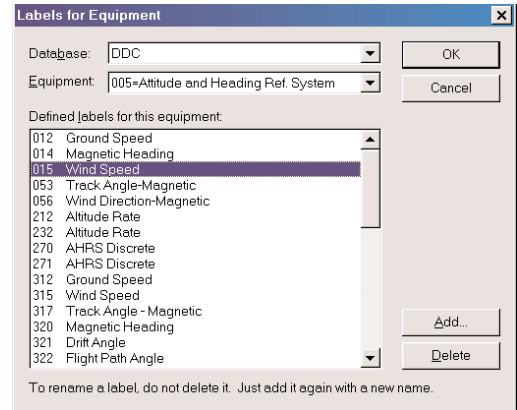 Labels for Equipment
Database: DDC
OK
Equipment: 005=Attitude and Heading Ref. System
Cancel
Defined labels for this equipment:
012 Ground Speed
014 Magnetic Heading
015 Wind Speed
053 Track Angle-Magnetic
056 Wind Direction-Magnetic
212 Altitude Rate
232 Altitude Rate
270 AHRS Discrete
271 AHRS Discrete
312 Ground Speed
315 Wind Speed
317 Track Angle - Magnetic
320 Magnetic Heading
321 Drift Angle
322 Flight Path Angle
Add...
Delete
To rename a label, do not delete it. Just add it again with a new name.